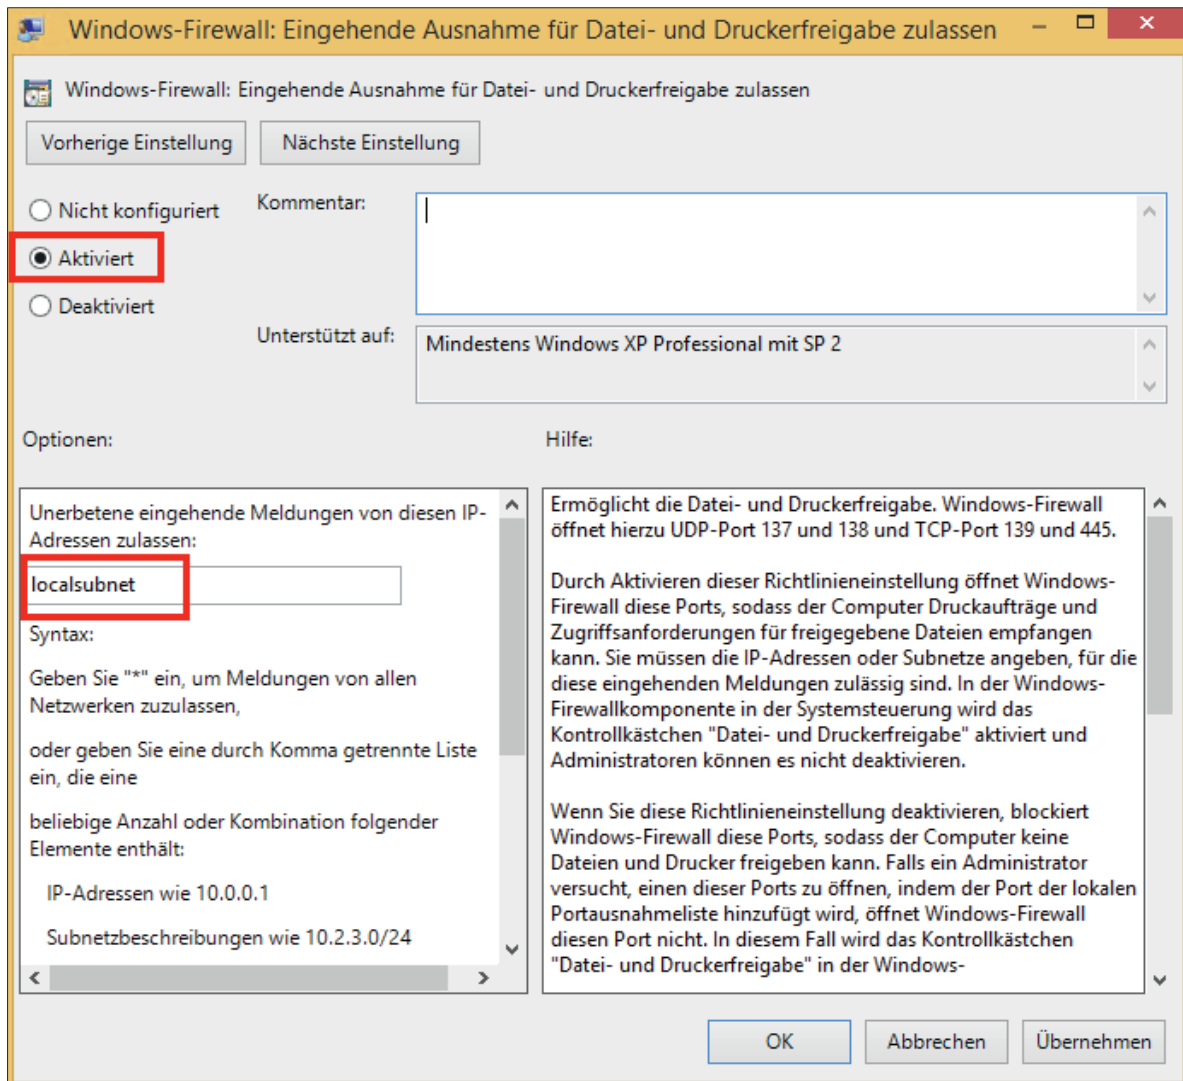 Windows-Firewall: Eingehende Ausnahme für Datei- und Druckerfreigabe zulassen
Windows-Firewall: Eingehende Ausnahme für Datei- und Druckerfreigabe zulassen
Vorherige Einstellung
Nächste Einstellung
Nicht konfiguriert
Aktiviert
Deaktiviert
Kommentar:
Unterstützt auf:
Mindestens Windows XP Professional mit SP 2
Optionen:
Hilfe:
Unerbetene eingehende Meldungen von diesen IP-
Adressen zulassen:
localsubnet
Syntax:
Geben Sie "*" ein, um Meldungen von allen
Netzwerken zuzulassen,
oder geben Sie eine durch Komma getrennte Liste
ein, die eine
beliebige Anzahl oder Kombination folgender
Elemente enthält:
IP-Adressen wie 10.0.0.1
Subnetzbeschreibungen wie 10.2.3.0/24
Ermöglicht die Datei- und Druckerfreigabe. Windows-Firewall
öffnet hierzu UDP-Port 137 und 138 und TCP-Port 139 und 445.
Durch Aktivieren dieser Richtlinieneinstellung öffnet Windows-
Firewall diese Ports, sodass der Computer Druckaufträge und
Zugriffsanforderungen für freigegebene Dateien empfangen
kann. Sie müssen die IP-Adressen oder Subnetze angeben, für die
diese eingehenden Meldungen zulässig sind. In der Windows-
Firewallkomponente in der Systemsteuerung wird das
Kontrollkästchen "Datei- und Druckerfreigabe" aktiviert und
Administratoren können es nicht deaktivieren.
Wenn Sie diese Richtlinieneinstellung deaktivieren, blockiert
Windows-Firewall diese Ports, sodass der Computer keine
Dateien und Drucker freigeben kann. Falls ein Administrator
versucht, einen dieser Ports zu öffnen, indem der Port der lokalen
Portausnahmeliste hinzufügt wird, öffnet Windows-Firewall
diesen Port nicht. In diesem Fall wird das Kontrollkästchen
"Datei- und Druckerfreigabe" in der Windows-
OK
Abbrechen
Übernehmen